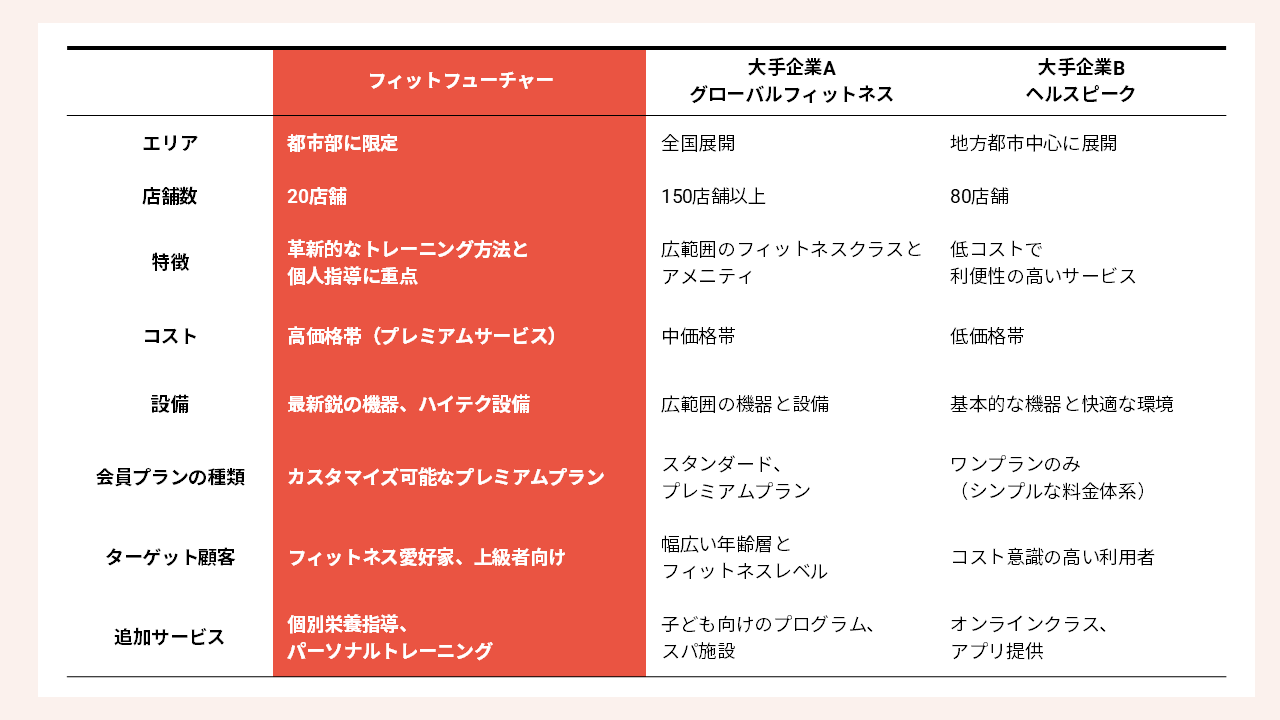 フィットフューチャー
大手企業A
グローバルフィットネス
大手企業B
ヘルスピーク
エリア
都市部に限定
全国展開
地方都市中心に展開
店舗数
20店舗
150店舗以上
80店舗
特徴
革新的なトレーニング方法と
個人指導に重点
広範囲のフィットネスクラスと
アメニティ
低コストで
利便性の高いサービス
コスト
高価格帯（プレミアムサービス）
中価格帯
低価格帯
設備
最新鋭の機器、ハイテク設備
広範囲の機器と設備
基本的な機器と快適な環境
会員プランの種類
カスタマイズ可能なプレミアムプラン
スタンダード、
プレミアムプラン
ワンプランのみ
（シンプルな料金体系）
ターゲット顧客
フィットネス愛好家、上級者向け
幅広い年齢層と
フィットネスレベル
コスト意識の高い利用者
追加サービス
個別栄養指導、
パーソナルトレーニング
子ども向けのプログラム、
スパ施設
オンラインクラス、
アプリ提供